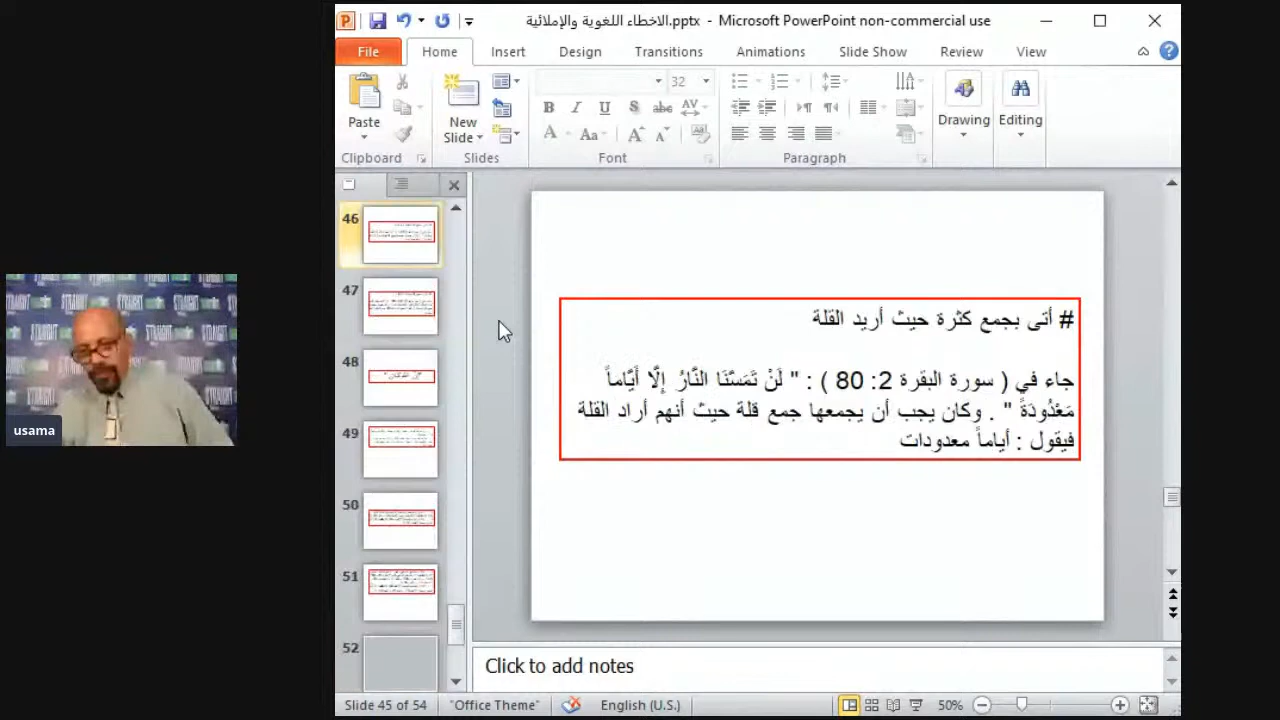 الاخطاء اللغوية والإملائية.pptx - Microsoft PowerPoint non-commercial use
File Home Insert Design Transitions Animations Slide Show Review View
32
Paste
New Slide
Drawing
Editing
Clipboard Slides Font Paragraph
46
47
48
49
50
51
52
# أتى بجمع كثرة حيث أريد القلة
جاء في ( سورة البقرة 2: 80 ) : " لَنْ تَمَسَّنَا النَّارُ إِلَّا أَيَّاماً
مَعْدُودَةً " . وكان يجب أن يجمعها جمع قلة حيث أنهم أراد القلة
فيقول : أياماً معدودات
usama
STRAIGHT
Click to add notes
Slide 45 of 54 "Office Theme" English (U.S.) 50%